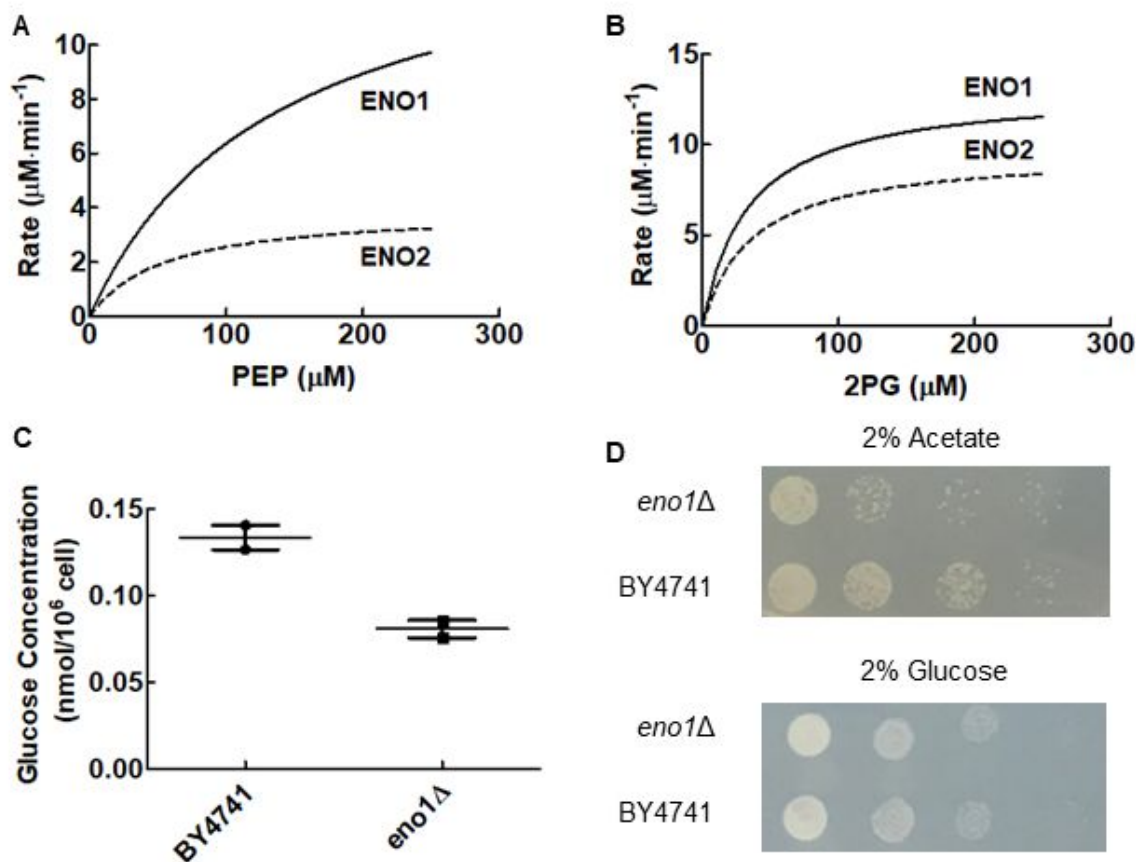 A
10
8
6
4
2
0
Rate (μM·min⁻¹)
ENO1
ENO2
0 100 200 300
PEP (μM)
B
15
10
5
0
Rate (μM·min⁻¹)
ENO1
ENO2
0 100 200 300
2PG (μM)
C
0.15
0.10
0.05
0.00
Glucose Concentration
(nmol/10⁶ cell)
BY4741
eno1Δ
D
2% Acetate
eno1Δ
BY4741
2% Glucose
eno1Δ
BY4741